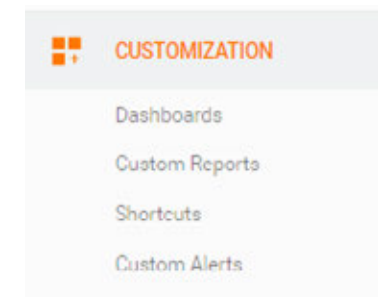 CUSTOMIZATION
Dashboards
Custom Reports
Shortcuts
Custom Alerts